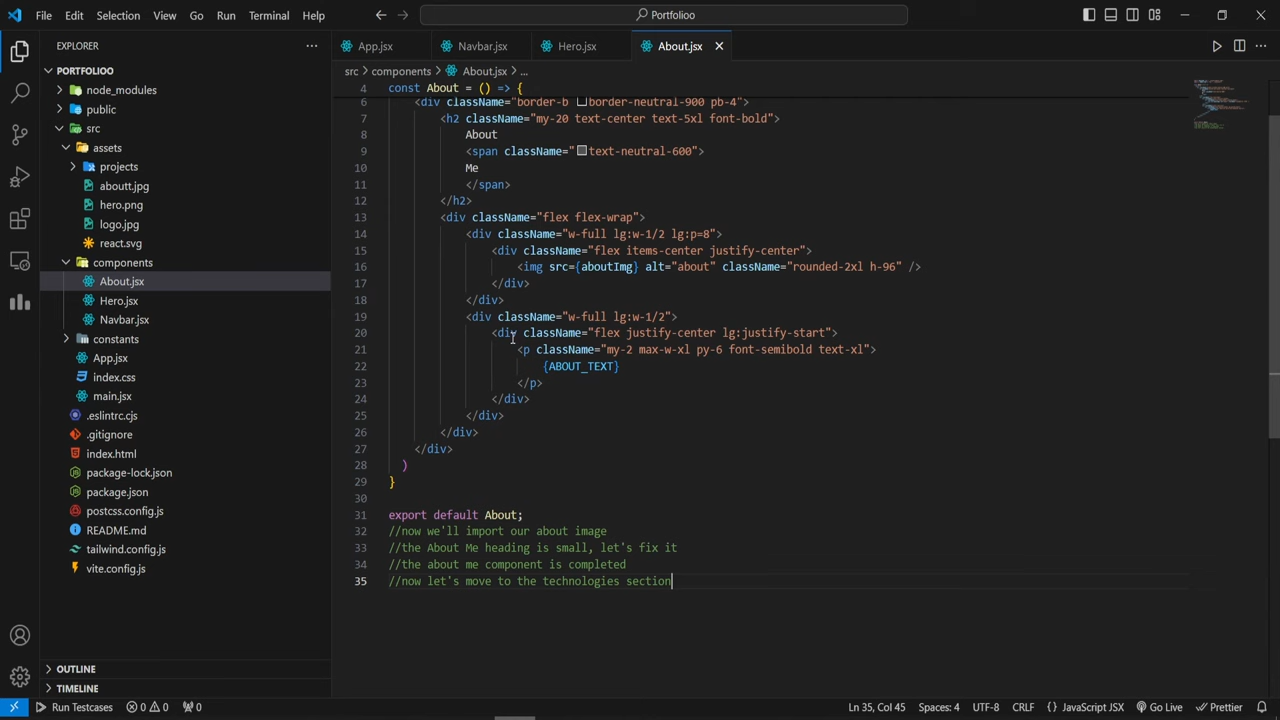 File Edit Selection View Go Run Terminal Help
Portfolioo
EXPLORER
PORTFOLIOO
node_modules
public
src
assets
projects
aboutt.jpg
hero.png
logo.jpg
react.svg
components
About.jsx
Hero.jsx
Navbar.jsx
constants
App.jsx
index.css
main.jsx
.eslintrc.cjs
.gitignore
index.html
package-lock.json
package.json
postcss.config.js
README.md
tailwind.config.js
vite.config.js
OUTLINE
TIMELINE
App.jsx Navbar.jsx Hero.jsx About.jsx
src components About.jsx ...
4 const About = () => {
6 <div className="border-b border-neutral-900 pb-4">
7 <h2 className="my-20 text-center text-5xl font-bold">
8 About
9 <span className="text-neutral-600">
10 Me
11 </span>
12 </h2>
13 <div className="flex flex-wrap">
14 <div className="w-full lg:w-1/2 lg:p=8">
15 <div className="flex items-center justify-center">
16 <img src={aboutImg} alt="about" className="rounded-2xl h-96" />
17 </div>
18 </div>
19 <div className="w-full lg:w-1/2">
20 <div className="flex justify-center lg:justify-start">
21 <p className="my-2 max-w-xl py-6 font-semibold text-xl">
22 {ABOUT_TEXT}
23 </p>
24 </div>
25 </div>
26 </div>
27 </div>
28 )
29 }
30
31 export default About;
32 //now we'll import our about image
33 //the About Me heading is small, let's fix it
34 //the about me component is completed
35 //now let's move to the technologies section
Run Testcases 0 0 0 Ln 35, Col 45 Spaces: 4 UTF-8 CRLF { } JavaScript JSX Go Live Prettier